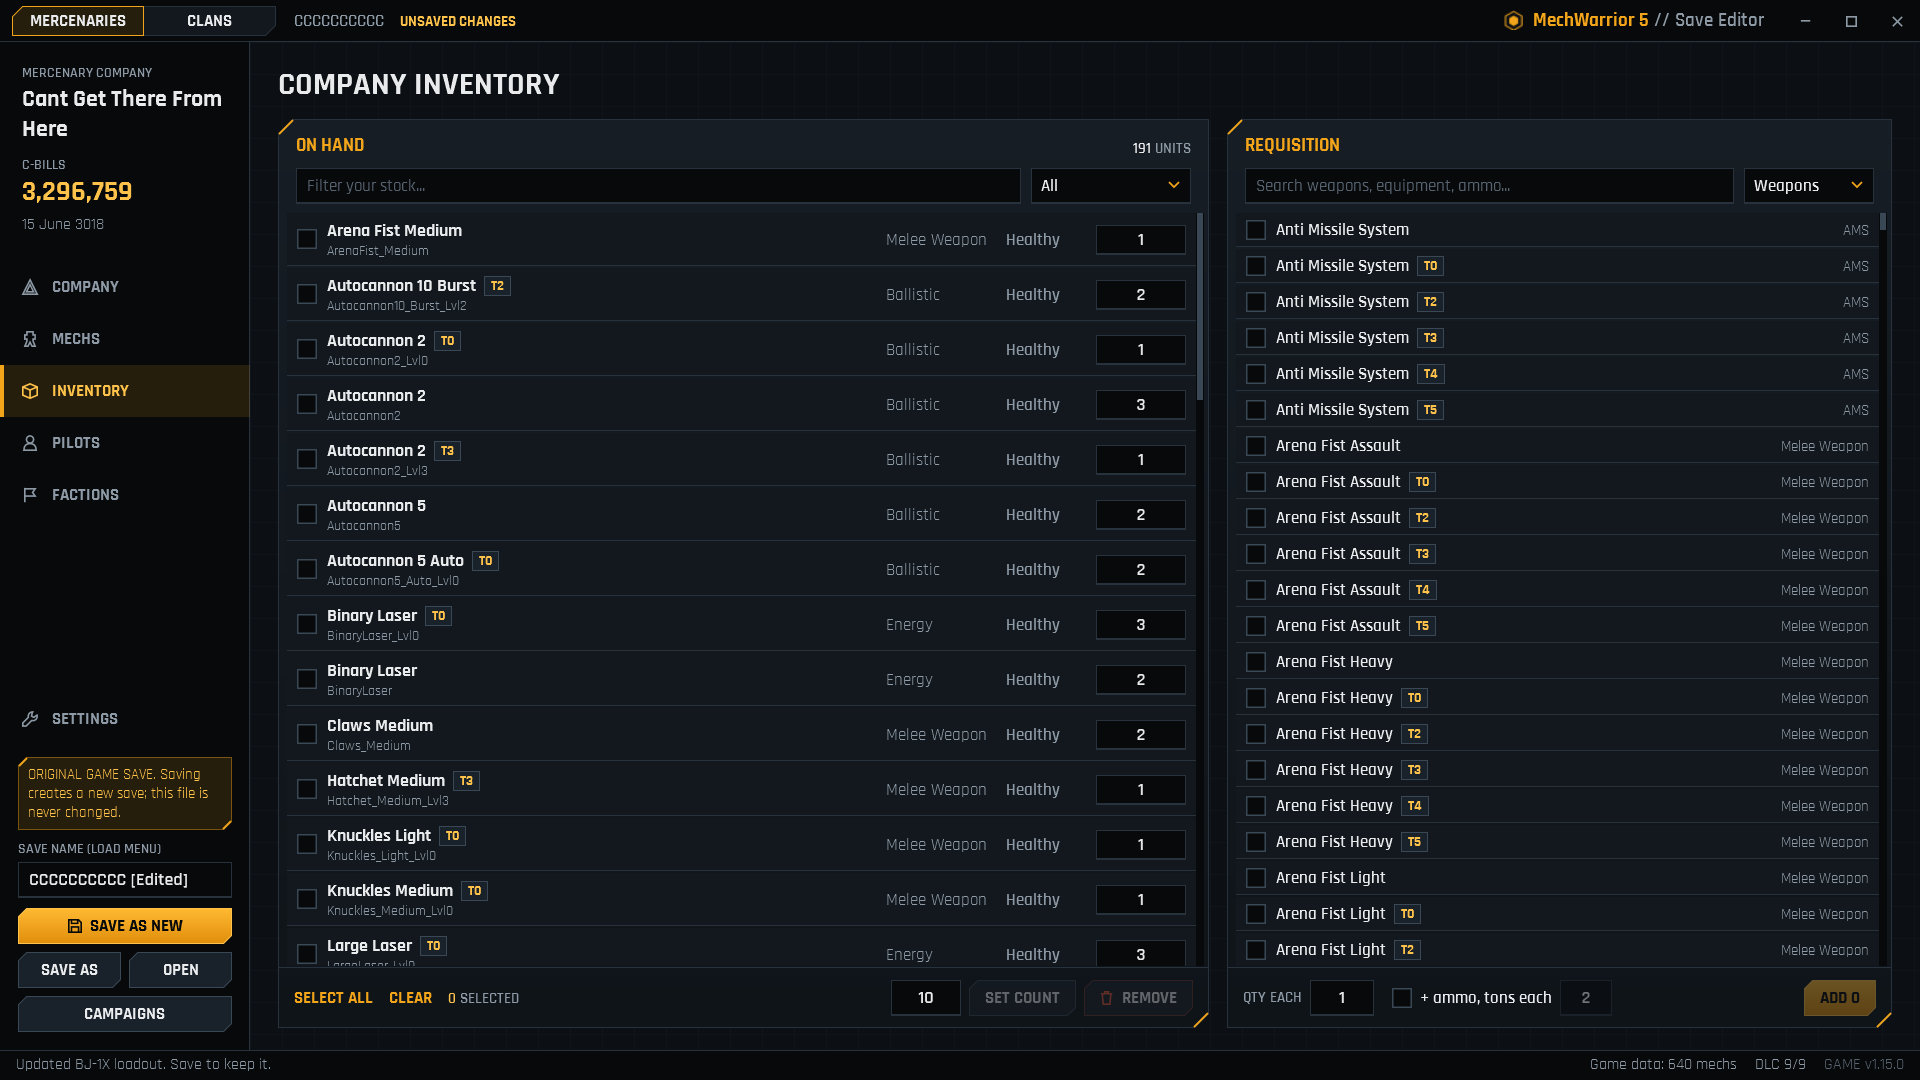 MERCENARIES
CLANS
CCCCCCCCCC
UNSAVED CHANGES
MechWarrior 5 // Save Editor
MERCENARY COMPANY
Cant Get There From
Here
C-BILLS
3,296,759
15 June 3018
COMPANY
MECHS
INVENTORY
PILOTS
FACTIONS
SETTINGS
ORIGINAL GAME SAVE. Saving
creates a new save; this file is
never changed.
SAVE NAME (LOAD MENU)
CCCCCCCCCC [Edited]
SAVE AS NEW
SAVE AS
OPEN
CAMPAIGNS
COMPANY INVENTORY
ON HAND
191 UNITS
Filter your stock...
All
Arena Fist Medium
ArenaFist_Medium
Melee Weapon Healthy 1
Autocannon 10 Burst T2
Autocannon10_Burst_Lvl2
Ballistic Healthy 2
Autocannon 2 T0
Autocannon2_Lvl0
Ballistic Healthy 1
Autocannon 2
Autocannon2
Ballistic Healthy 3
Autocannon 2 T3
Autocannon2_Lvl3
Ballistic Healthy 1
Autocannon 5
Autocannon5
Ballistic Healthy 2
Autocannon 5 Auto T0
Autocannon5_Auto_Lvl0
Ballistic Healthy 2
Binary Laser T0
BinaryLaser_Lvl0
Energy Healthy 3
Binary Laser
BinaryLaser
Energy Healthy 2
Claws Medium
Claws_Medium
Melee Weapon Healthy 2
Hatchet Medium T3
Hatchet_Medium_Lvl3
Melee Weapon Healthy 1
Knuckles Light T0
Knuckles_Light_Lvl0
Melee Weapon Healthy 1
Knuckles Medium T0
Knuckles_Medium_Lvl0
Melee Weapon Healthy 1
Large Laser T0
LargeLaser_Lvl0
Energy Healthy 3
SELECT ALL
CLEAR
0 SELECTED
10
SET COUNT
REMOVE
REQUISITION
Search weapons, equipment, ammo...
Weapons
Anti Missile System AMS
Anti Missile System T0 AMS
Anti Missile System T2 AMS
Anti Missile System T3 AMS
Anti Missile System T4 AMS
Anti Missile System T5 AMS
Arena Fist Assault Melee Weapon
Arena Fist Assault T0 Melee Weapon
Arena Fist Assault T2 Melee Weapon
Arena Fist Assault T3 Melee Weapon
Arena Fist Assault T4 Melee Weapon
Arena Fist Assault T5 Melee Weapon
Arena Fist Heavy Melee Weapon
Arena Fist Heavy T0 Melee Weapon
Arena Fist Heavy T2 Melee Weapon
Arena Fist Heavy T3 Melee Weapon
Arena Fist Heavy T4 Melee Weapon
Arena Fist Heavy T5 Melee Weapon
Arena Fist Light Melee Weapon
Arena Fist Light T0 Melee Weapon
Arena Fist Light T2 Melee Weapon
QTY EACH
1
+ ammo, tons each
2
ADD 0
Updated BJ-1X loadout. Save to keep it.
Game data: 640 mechs
DLC 9/9
GAME v1.15.0